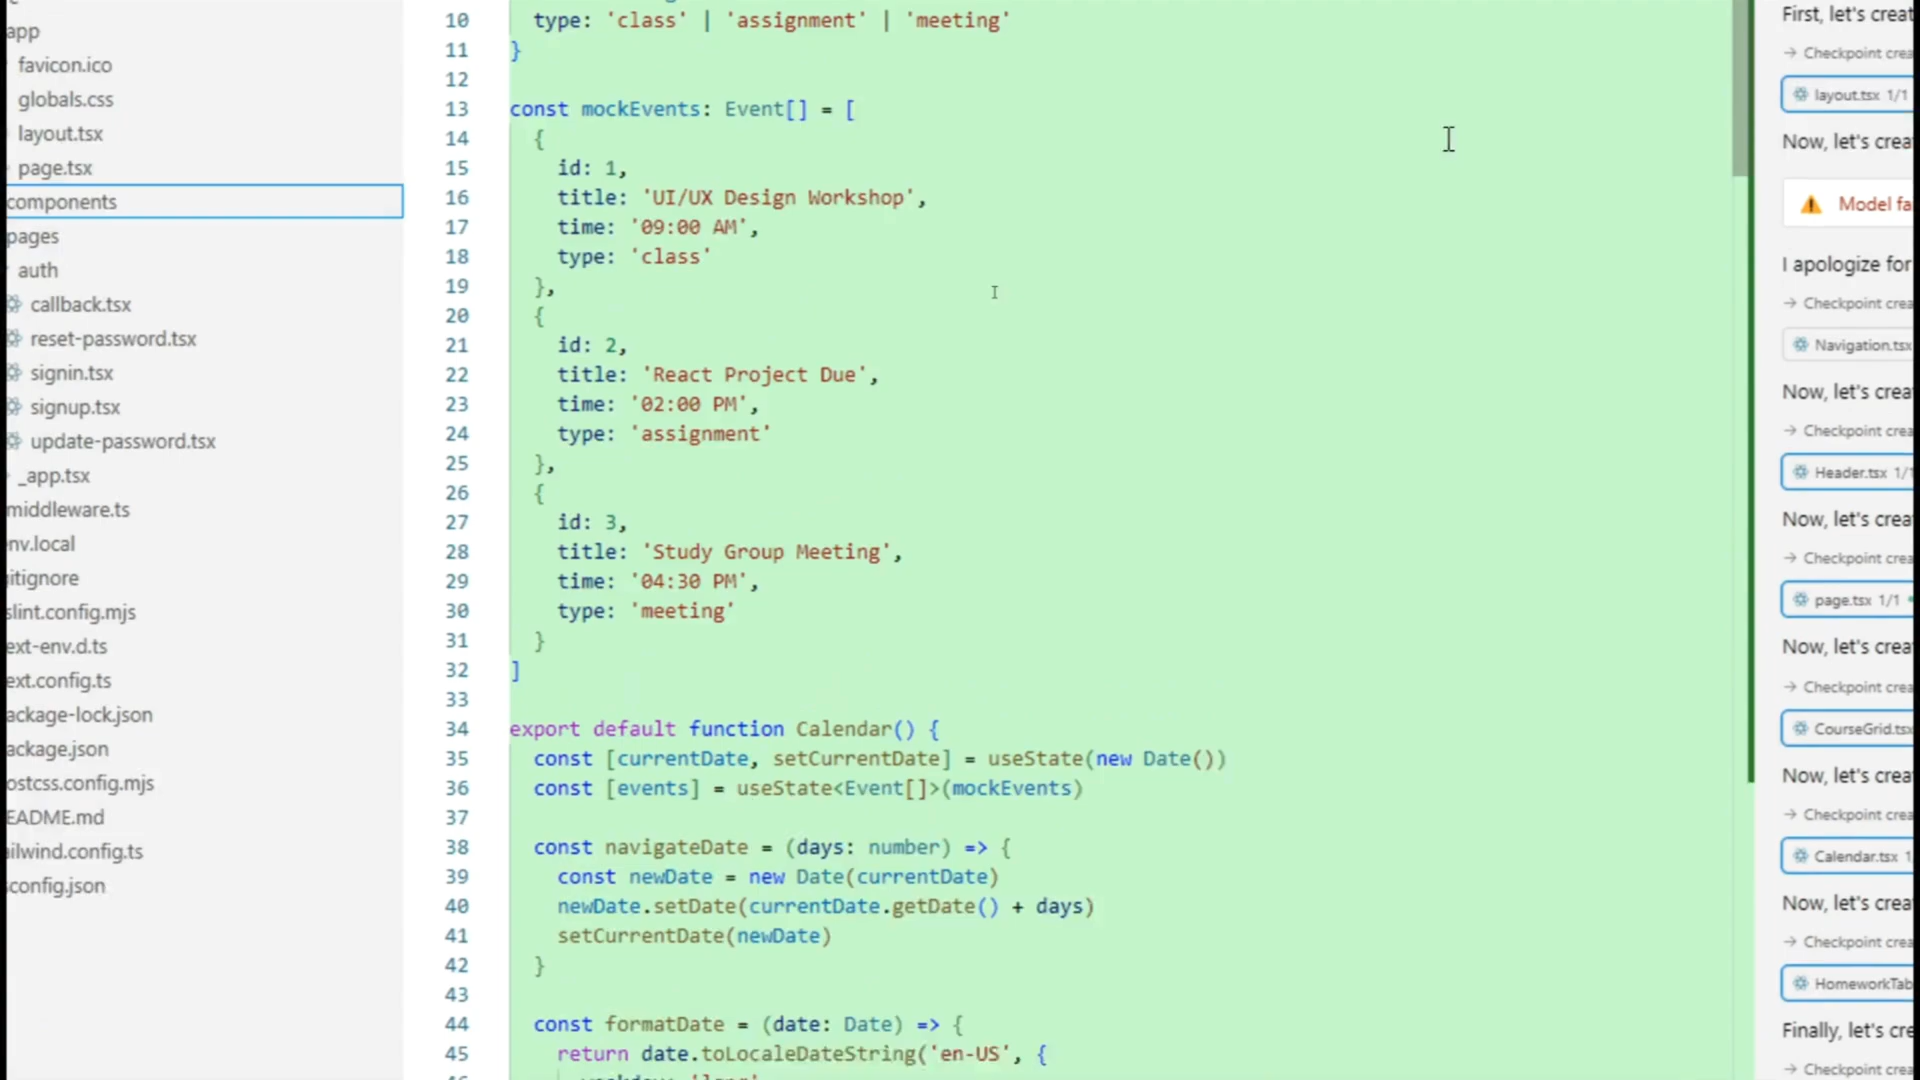 app
favicon.ico
globals.css
layout.tsx
page.tsx
components
pages
auth
callback.tsx
reset-password.tsx
signin.tsx
signup.tsx
update-password.tsx
_app.tsx
middleware.ts
nv.local
itignore
slint.config.mjs
ext-env.d.ts
ext.config.ts
ackage-lock.json
ackage.json
ostcss.config.mjs
EADME.md
ailwind.config.ts
sconfig.json
10 type: 'class' | 'assignment' | 'meeting'
11 }
12
13 const mockEvents: Event[] = [
14 {
15 id: 1,
16 title: 'UI/UX Design Workshop',
17 time: '09:00 AM',
18 type: 'class'
19 },
20 {
21 id: 2,
22 title: 'React Project Due',
23 time: '02:00 PM',
24 type: 'assignment'
25 },
26 {
27 id: 3,
28 title: 'Study Group Meeting',
29 time: '04:30 PM',
30 type: 'meeting'
31 }
32 ]
33
34 export default function Calendar() {
35 const [currentDate, setCurrentDate] = useState(new Date())
36 const [events] = useState<Event[]>(mockEvents)
37
38 const navigateDate = (days: number) => {
39 const newDate = new Date(currentDate)
40 newDate.setDate(currentDate.getDate() + days)
41 setCurrentDate(newDate)
42 }
43
44 const formatDate = (date: Date) => {
45 return date.toLocaleDateString('en-US', {
First, let's creat
→ Checkpoint crea
layout.tsx 1/1
Now, let's crea
Model fa
I apologize for
→ Checkpoint crea
Navigation.tsx
Now, let's crea
→ Checkpoint crea
Header.tsx 1/1
Now, let's crea
→ Checkpoint crea
page.tsx 1/1
Now, let's crea
→ Checkpoint crea
CourseGrid.tsx
Now, let's crea
→ Checkpoint crea
Calendar.tsx 1
Now, let's crea
→ Checkpoint crea
HomeworkTab
Finally, let's cre
→ Checkpoint crea